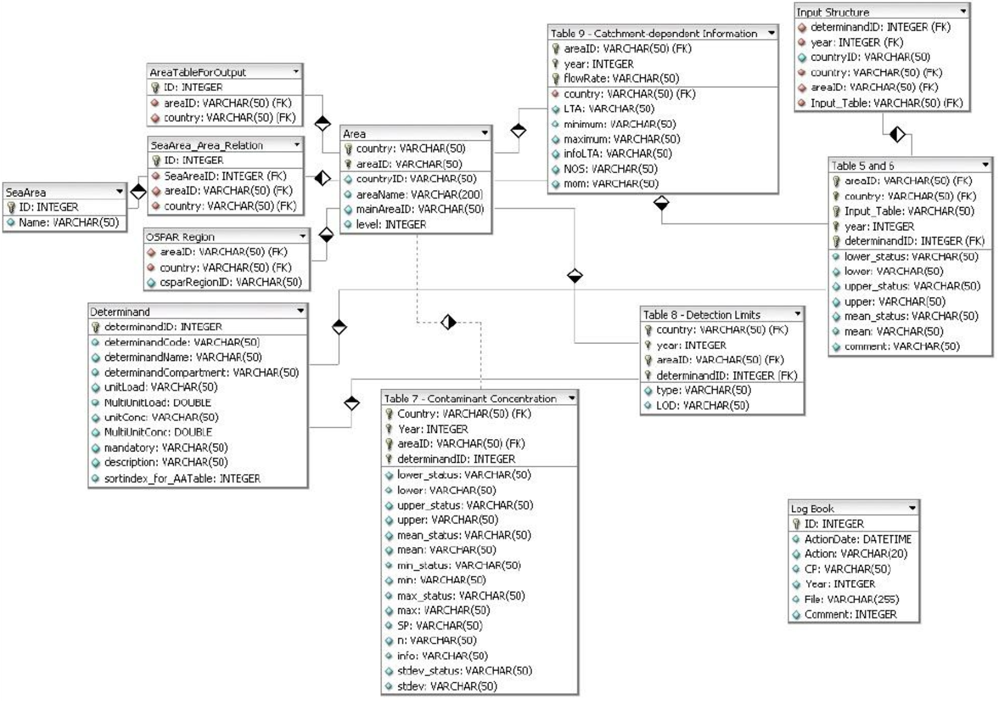 Input Structure
determinandID: INTEGER (FK)
year: INTEGER (FK)
countryID: VARCHAR(50)
country: VARCHAR(50) (FK)
areaID: VARCHAR(50) (FK)
Input_Table: VARCHAR(50) (FK)
Table 9 - Catchment-dependent Information
areaID: VARCHAR(50) (FK)
year: INTEGER
flowRate: VARCHAR(50)
country: VARCHAR(50) (FK)
LTA: VARCHAR(50)
minimum: VARCHAR(50)
maximum: VARCHAR(50)
infoLTA: VARCHAR(50)
NOS: VARCHAR(50)
mom: VARCHAR(50)
AreaTableForOutput
ID: INTEGER
areaID: VARCHAR(50) (FK)
country: VARCHAR(50) (FK)
Area
country: VARCHAR(50)
areaID: VARCHAR(50)
countryID: VARCHAR(50)
areaName: VARCHAR(200)
mainAreaID: VARCHAR(50)
level: INTEGER
SeaArea_Area_Relation
ID: INTEGER
SeaAreaID: INTEGER (FK)
areaID: VARCHAR(50) (FK)
country: VARCHAR(50) (FK)
SeaArea
ID: INTEGER
Name: VARCHAR(50)
OSPAR Region
areaID: VARCHAR(50) (FK)
country: VARCHAR(50) (FK)
osparRegionID: VARCHAR(50)
Table 5 and 6
areaID: VARCHAR(50) (FK)
country: VARCHAR(50) (FK)
Input_Table: VARCHAR(50)
year: INTEGER
determinandID: INTEGER (FK)
lower_status: VARCHAR(50)
lower: VARCHAR(50)
upper_status: VARCHAR(50)
upper: VARCHAR(50)
mean_status: VARCHAR(50)
mean: VARCHAR(50)
comment: VARCHAR(50)
Determinand
determinandID: INTEGER
determinandCode: VARCHAR(50)
determinandName: VARCHAR(50)
determinandCompartment: VARCHAR(50)
unitLoad: VARCHAR(50)
MultiUnitLoad: DOUBLE
unitConc: VARCHAR(50)
MultiUnitConc: DOUBLE
mandatory: VARCHAR(50)
description: VARCHAR(50)
sortindex_for_AATable: INTEGER
Table 8 - Detection Limits
country: VARCHAR(50) (FK)
year: INTEGER
areaID: VARCHAR(50) (FK)
determinandID: INTEGER (FK)
type: VARCHAR(50)
LOD: VARCHAR(50)
Table 7 - Contaminant Concentration
Country: VARCHAR(50) (FK)
Year: INTEGER
areaID: VARCHAR(50) (FK)
determinandID: INTEGER
lower_status: VARCHAR(50)
lower: VARCHAR(50)
upper_status: VARCHAR(50)
upper: VARCHAR(50)
mean_status: VARCHAR(50)
mean: VARCHAR(50)
min_status: VARCHAR(50)
min: VARCHAR(50)
max_status: VARCHAR(50)
max: VARCHAR(50)
SP: VARCHAR(50)
n: VARCHAR(50)
info: VARCHAR(50)
stdev_status: VARCHAR(50)
stdev: VARCHAR(50)
Log Book
ID: INTEGER
ActionDate: DATETIME
Action: VARCHAR(20)
CP: VARCHAR(50)
Year: INTEGER
File: VARCHAR(255)
Comment: INTEGER